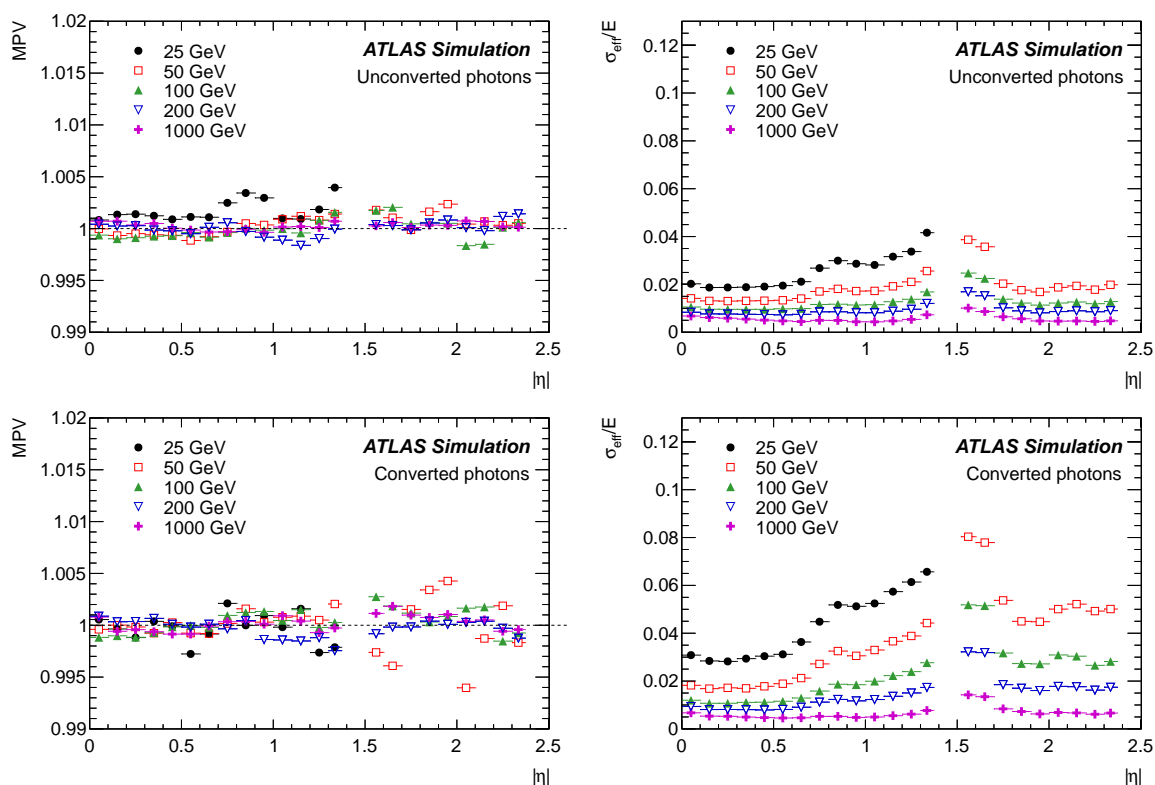 MPV
1.02
1.015
1.01
1.005
1
0.995
0.99
25 GeV
50 GeV
100 GeV
200 GeV
1000 GeV
ATLAS Simulation
Unconverted photons
0 0.5 1 1.5 2 2.5
|η|
σeff/E
0.12
0.1
0.08
0.06
0.04
0.02
0
25 GeV
50 GeV
100 GeV
200 GeV
1000 GeV
ATLAS Simulation
Unconverted photons
0 0.5 1 1.5 2 2.5
|η|
MPV
1.02
1.015
1.01
1.005
1
0.995
0.99
25 GeV
50 GeV
100 GeV
200 GeV
1000 GeV
ATLAS Simulation
Converted photons
0 0.5 1 1.5 2 2.5
|η|
σeff/E
0.12
0.1
0.08
0.06
0.04
0.02
0
25 GeV
50 GeV
100 GeV
200 GeV
1000 GeV
ATLAS Simulation
Converted photons
0 0.5 1 1.5 2 2.5
|η|